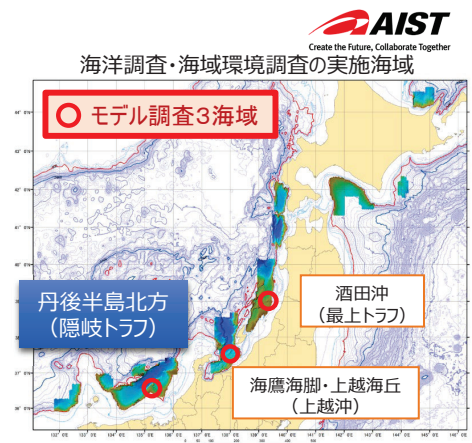 AIST
Create the Future, Collaborate Together
海洋調査・海域環境調査の実施海域
モデル調査3海域
丹後半島北方
(隠岐トラフ)
酒田沖
(最上トラフ)
海鷹海脚・上越海丘
(上越沖)